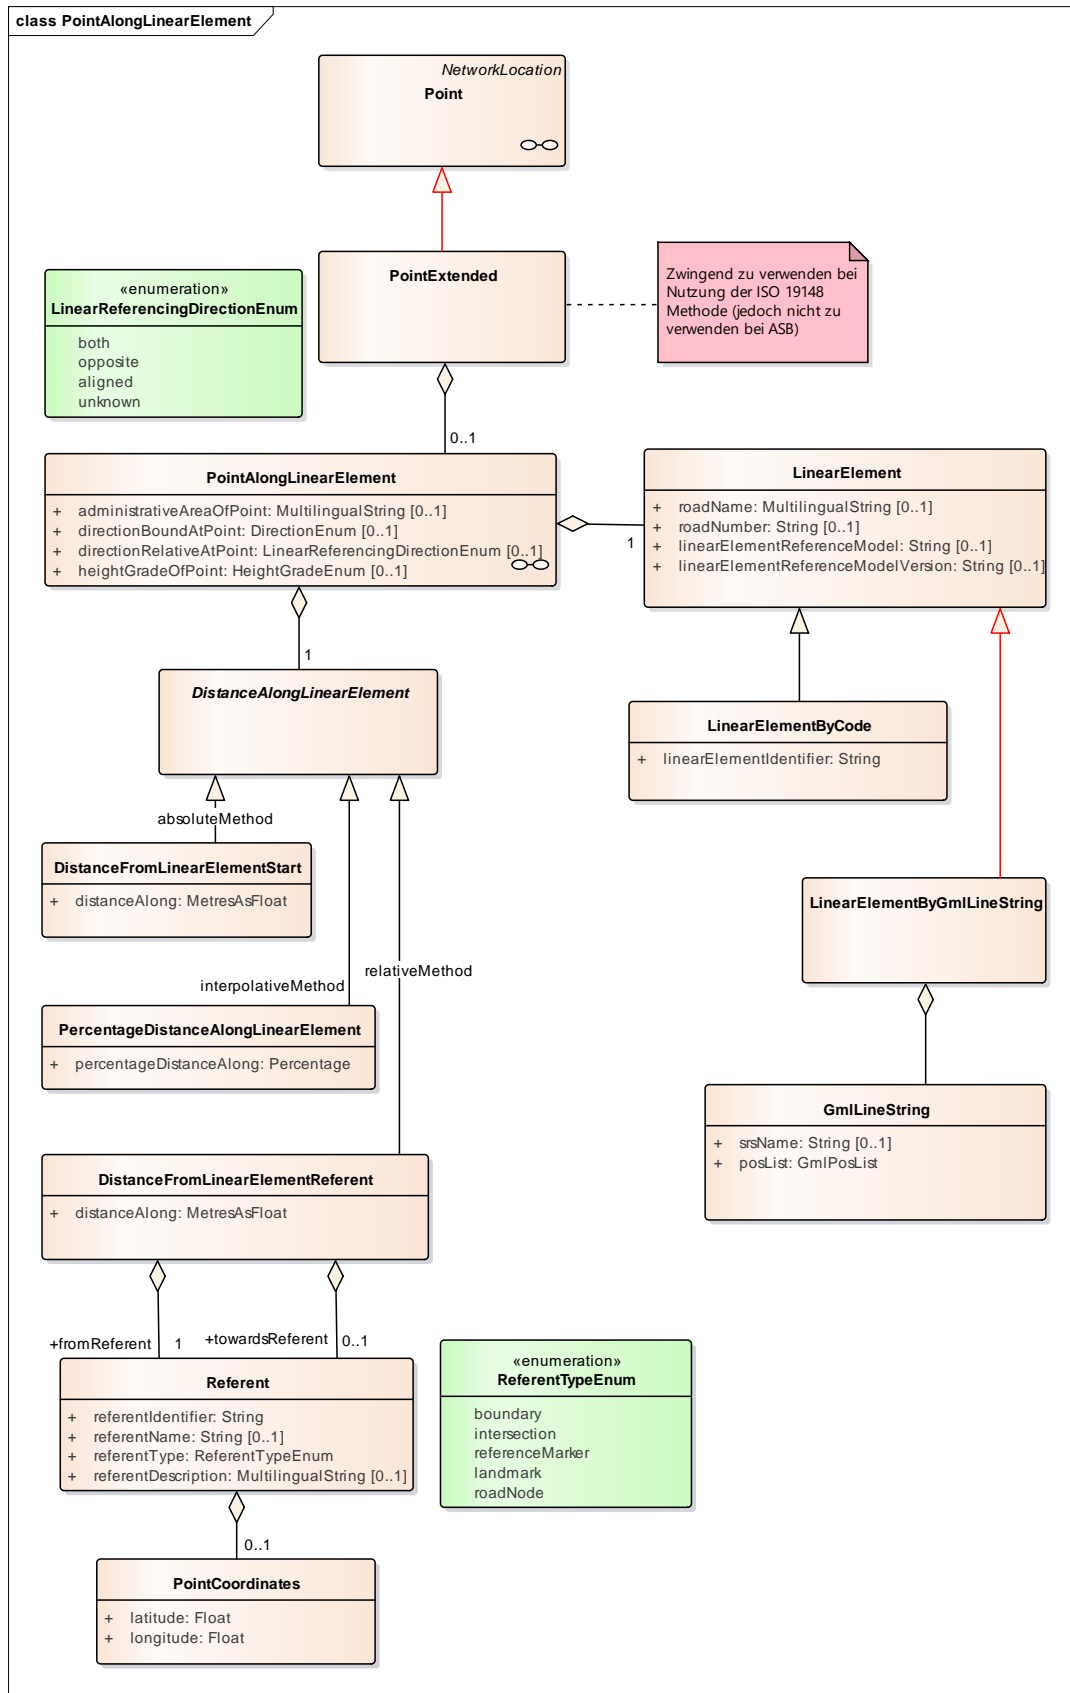 class PointAlongLinearElement
NetworkLocation
Point
PointExtended
Zwingend zu verwenden bei
Nutzung der ISO 19148
Methode (jedoch nicht zu
verwenden bei ASB)
«enumeration»
LinearReferencingDirectionEnum
both
opposite
aligned
unknown
0..1
PointAlongLinearElement
+ administrativeAreaOfPoint: MultilingualString [0..1]
+ directionBoundAtPoint: DirectionEnum [0..1]
+ directionRelativeAtPoint: LinearReferencingDirectionEnum [0..1]
+ heightGradeOfPoint: HeightGradeEnum [0..1]
1
LinearElement
+ roadName: MultilingualString [0..1]
+ roadNumber: String [0..1]
+ linearElementReferenceModel: String [0..1]
+ linearElementReferenceModelVersion: String [0..1]
1
DistanceAlongLinearElement
LinearElementByCode
+ linearElementIdentifier: String
absoluteMethod
DistanceFromLinearElementStart
+ distanceAlong: MetresAsFloat
LinearElementByGmlLineString
relativeMethod
interpolativeMethod
PercentageDistanceAlongLinearElement
+ percentageDistanceAlong: Percentage
GmlLineString
+ srsName: String [0..1]
+ posList: GmlPosList
DistanceFromLinearElementReferent
+ distanceAlong: MetresAsFloat
+fromReferent 1
+towardsReferent 0..1
Referent
+ referentIdentifier: String
+ referentName: String [0..1]
+ referentType: ReferentTypeEnum
+ referentDescription: MultilingualString [0..1]
«enumeration»
ReferentTypeEnum
boundary
intersection
referenceMarker
landmark
roadNode
0..1
PointCoordinates
+ latitude: Float
+ longitude: Float